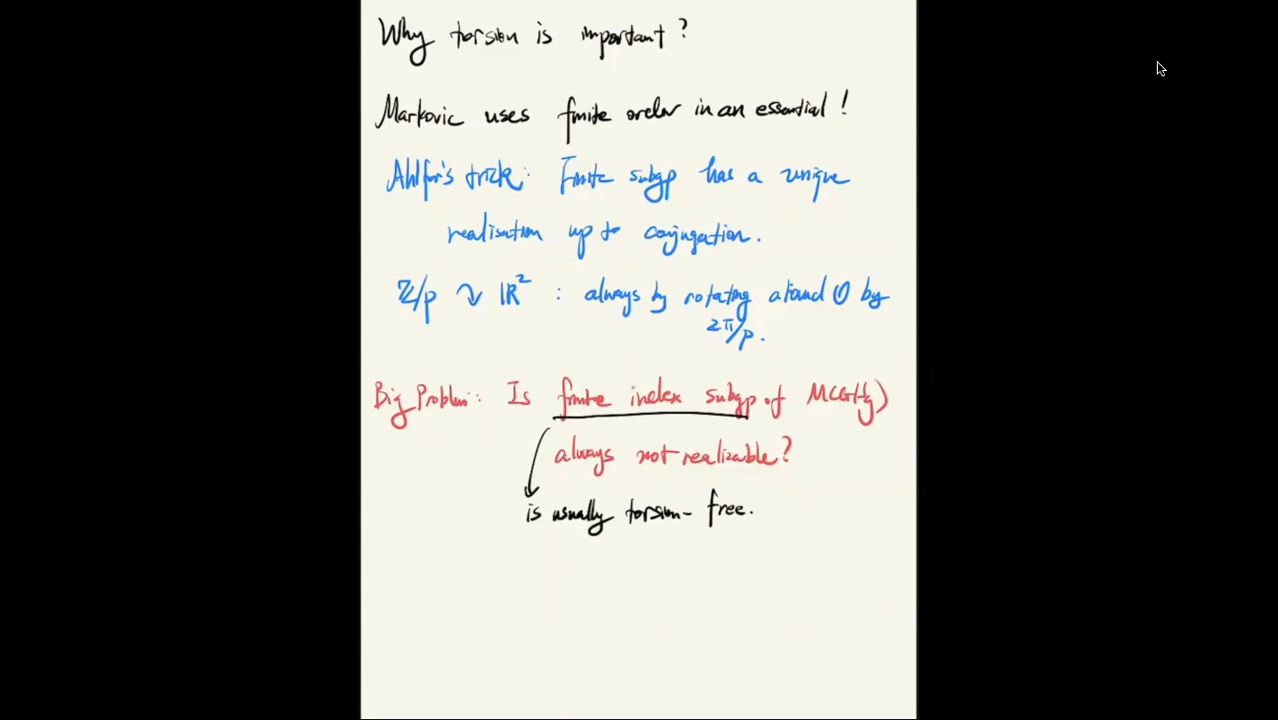 Why torsion is important?
Markovic uses finite order in an essential!
Ahlfor's trick: Finite subgp has a unique
realisation up to conjugation.
ℤ/p ↷ ℝ² : always by rotating around 0 by
2π/p.
Big Problem: Is finite index subgp of MCG(Σg)
always not realizable?
is usually torsion-free.